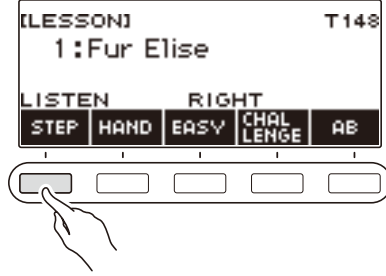 [LESSON] T148
1:Fur Elise
LISTEN RIGHT
STEP HAND EASY CHAL LENGE AB